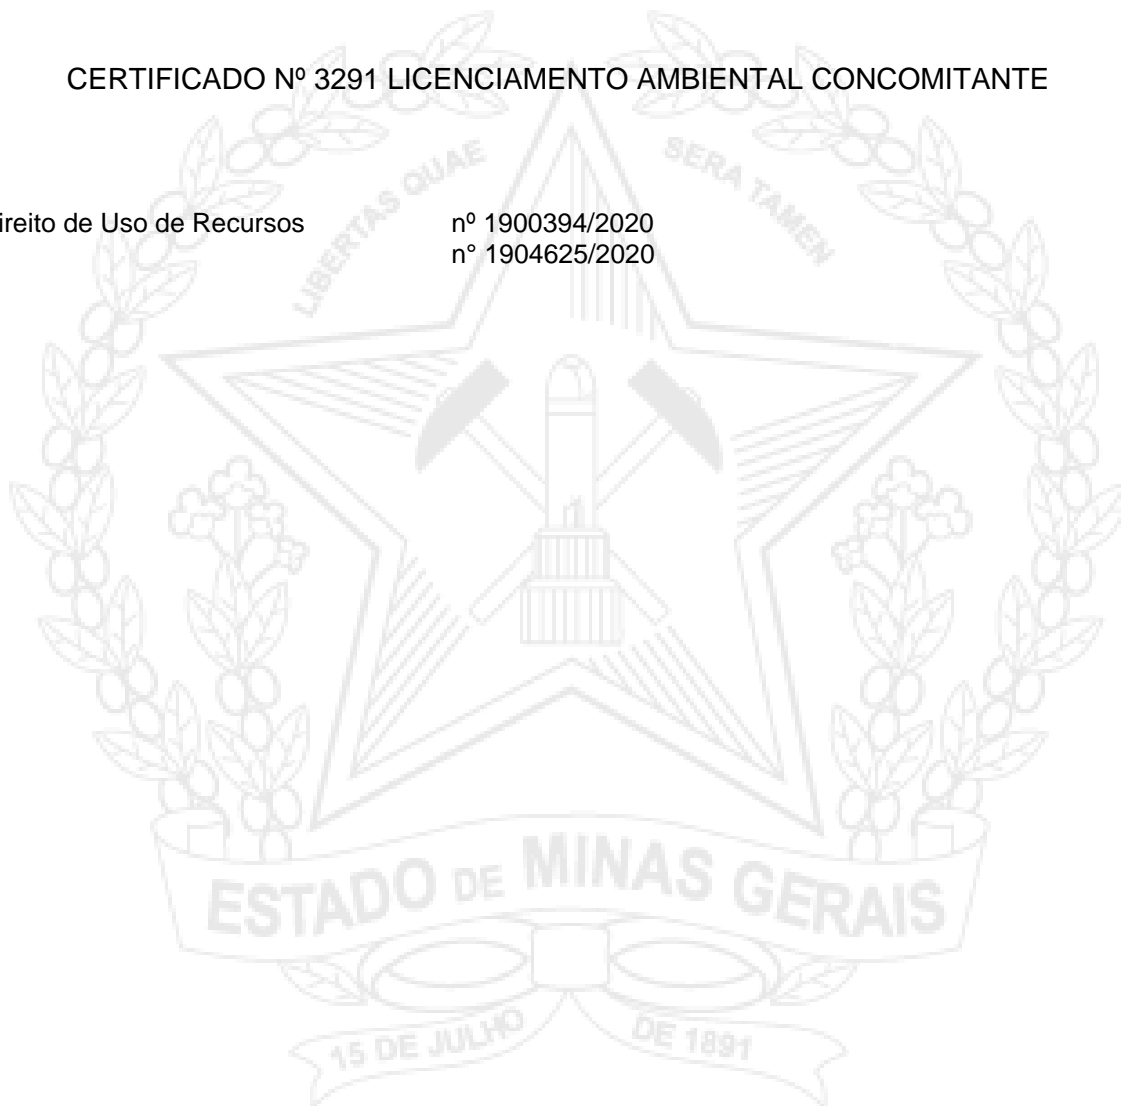 CERTIFICADO Nº 3291 LICENCIAMENTO AMBIENTAL CONCOMITANTE
LIBERTAS QUAE SERA TAMEN
ireito de Uso de Recursos nº 1900394/2020
n° 1904625/2020
ESTADO DE MINAS GERAIS
15 DE JULHO DE 1891